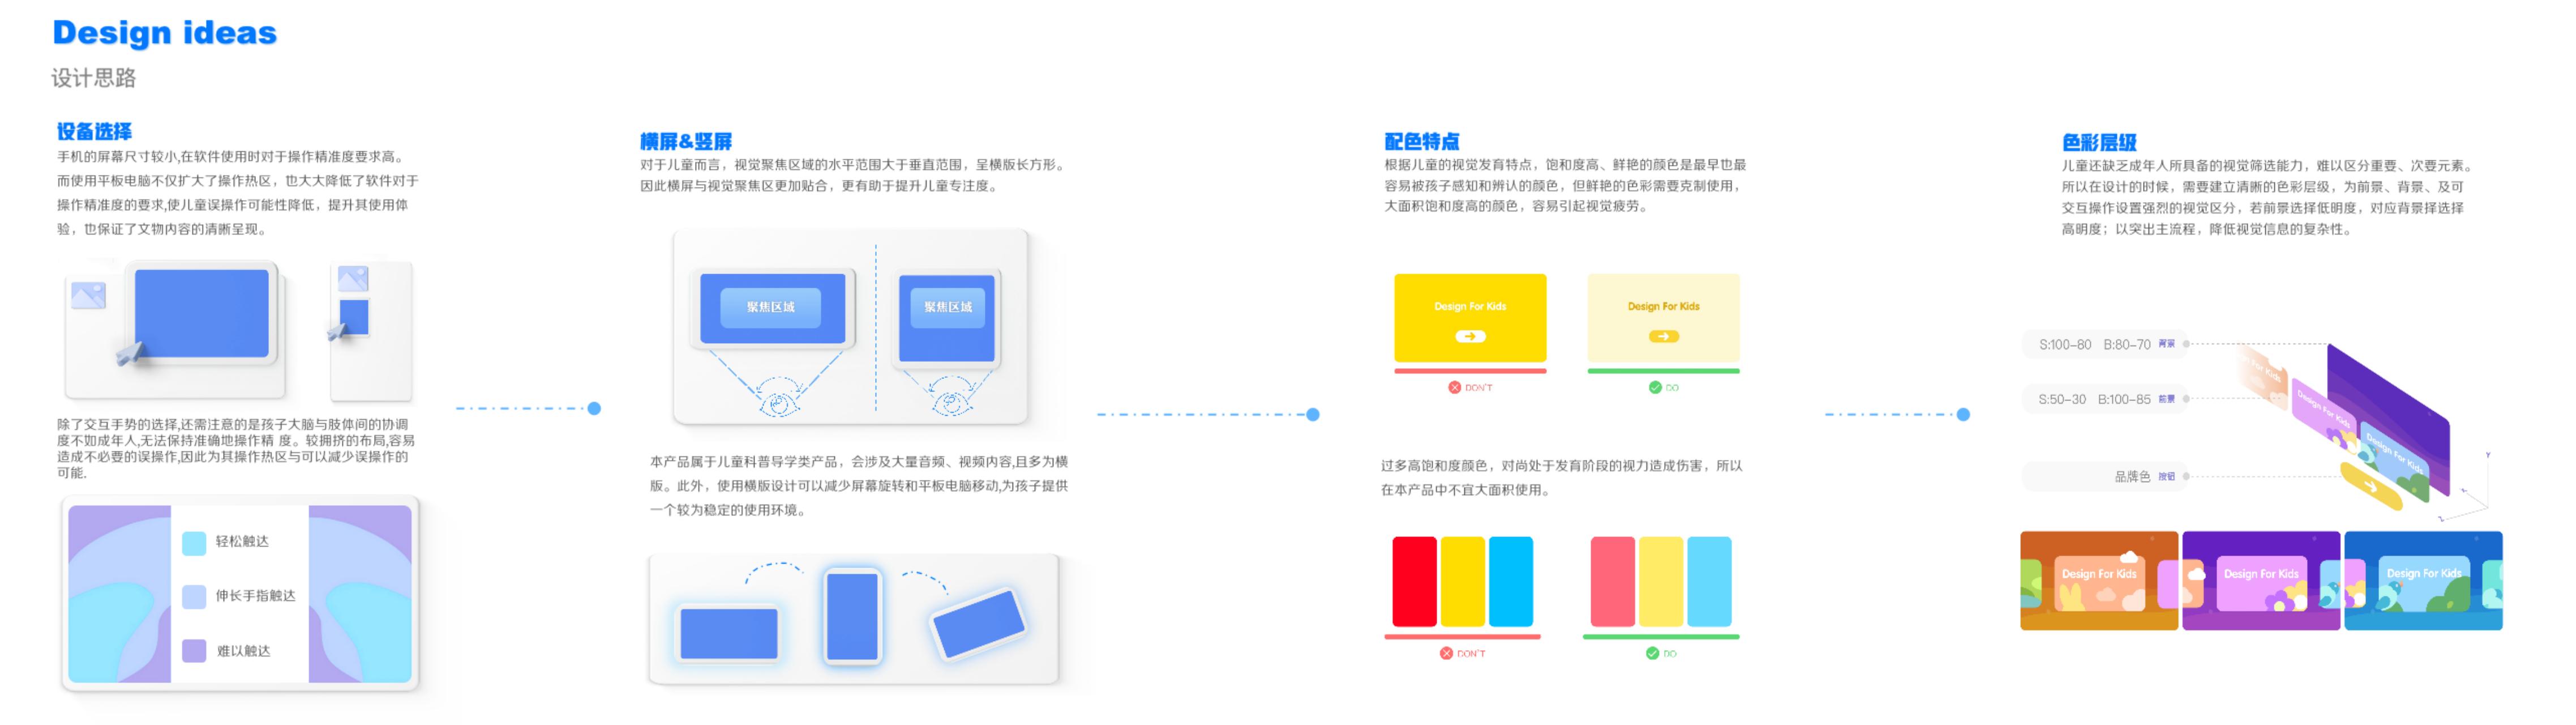 Design ideas
设计思路
设备选择
手机的屏幕尺寸较小,在软件使用时对于操作精准度要求高。
而使用平板电脑不仅扩大了操作热区，也大大降低了软件对于
操作精准度的要求,使儿童误操作可能性降低，提升其使用体
验，也保证了文物内容的清晰呈现。
除了交互手势的选择,还需注意的是孩子大脑与肢体间的协调
度不如成年人,无法保持准确地操作精 度。较拥挤的布局,容易
造成不必要的误操作,因此为其操作热区与可以减少误操作的
可能.
轻松触达
伸长手指触达
难以触达
横屏&竖屏
对于儿童而言，视觉聚焦区域的水平范围大于垂直范围，呈横版长方形。
因此横屏与视觉聚焦区更加贴合，更有助于提升儿童专注度。
聚焦区域
聚焦区域
本产品属于儿童科普导学类产品，会涉及大量音频、视频内容,且多为横
版。此外，使用横版设计可以减少屏幕旋转和平板电脑移动,为孩子提供
一个较为稳定的使用环境。
配色特点
根据儿童的视觉发育特点，饱和度高、鲜艳的颜色是最早也最
容易被孩子感知和辨认的颜色，但鲜艳的色彩需要克制使用，
大面积饱和度高的颜色，容易引起视觉疲劳。
Design For Kids
Design For Kids
DON'T
DO
过多高饱和度颜色，对尚处于发育阶段的视力造成伤害，所以
在本产品中不宜大面积使用。
DON'T
DO
色彩层级
儿童还缺乏成年人所具备的视觉筛选能力，难以区分重要、次要元素。
所以在设计的时候，需要建立清晰的色彩层级，为前景、背景、及可
交互操作设置强烈的视觉区分，若前景选择低明度，对应背景择选择
高明度；以突出主流程，降低视觉信息的复杂性。
S:100–80 B:80–70 背景
S:50–30 B:100–85 前景
品牌色 按钮
For Kids
Design For Kids
Design For Kids
Y
Design For Kids
Design For Kids
Design For Kids